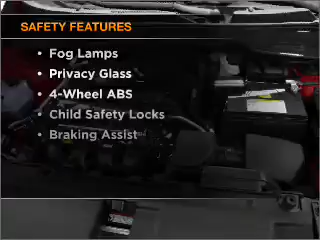 SAFETY FEATURES
• Fog Lamps
• Privacy Glass
• 4-Wheel ABS
• Child Safety Locks
• Braking Assist